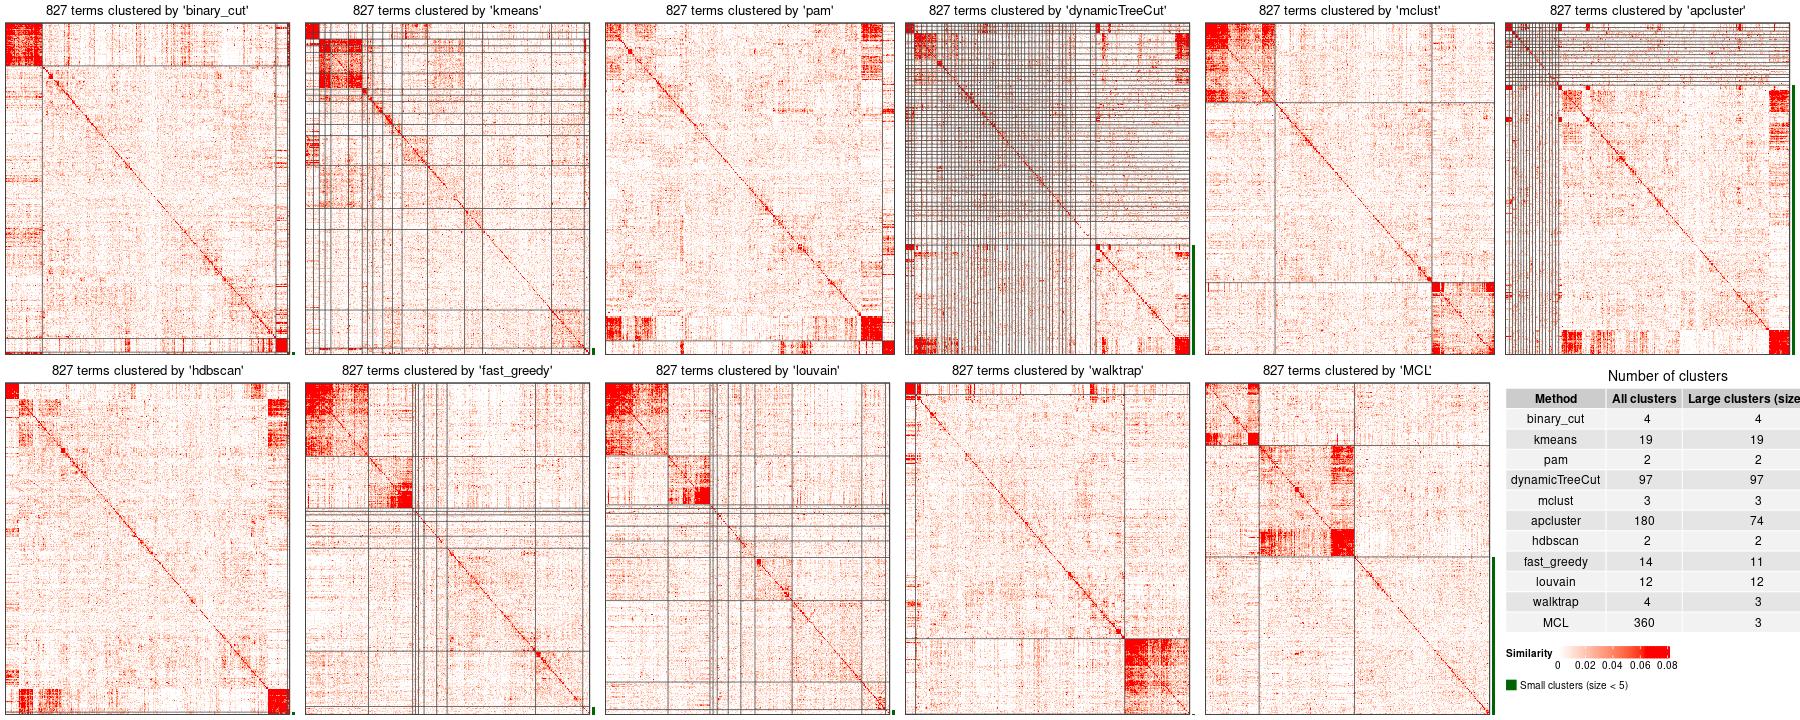 827 terms clustered by 'binary_cut'
827 terms clustered by 'kmeans'
827 terms clustered by 'pam'
827 terms clustered by 'dynamicTreeCut'
827 terms clustered by 'mclust'
827 terms clustered by 'apcluster'
827 terms clustered by 'hdbscan'
827 terms clustered by 'fast_greedy'
827 terms clustered by 'louvain'
827 terms clustered by 'walktrap'
827 terms clustered by 'MCL'
Number of clusters
Method All clusters Large clusters (size
binary_cut 4 4
kmeans 19 19
pam 2 2
dynamicTreeCut 97 97
mclust 3 3
apcluster 180 74
hdbscan 2 2
fast_greedy 14 11
louvain 12 12
walktrap 4 3
MCL 360 3
Similarity
0 0.02 0.04 0.06 0.08
Small clusters (size < 5)